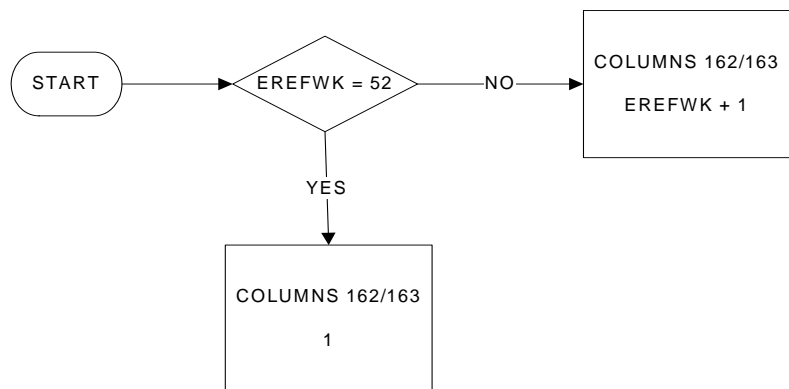 START
EREFWK = 52
NO
COLUMNS 162/163
EREFWK + 1
YES
COLUMNS 162/163
1